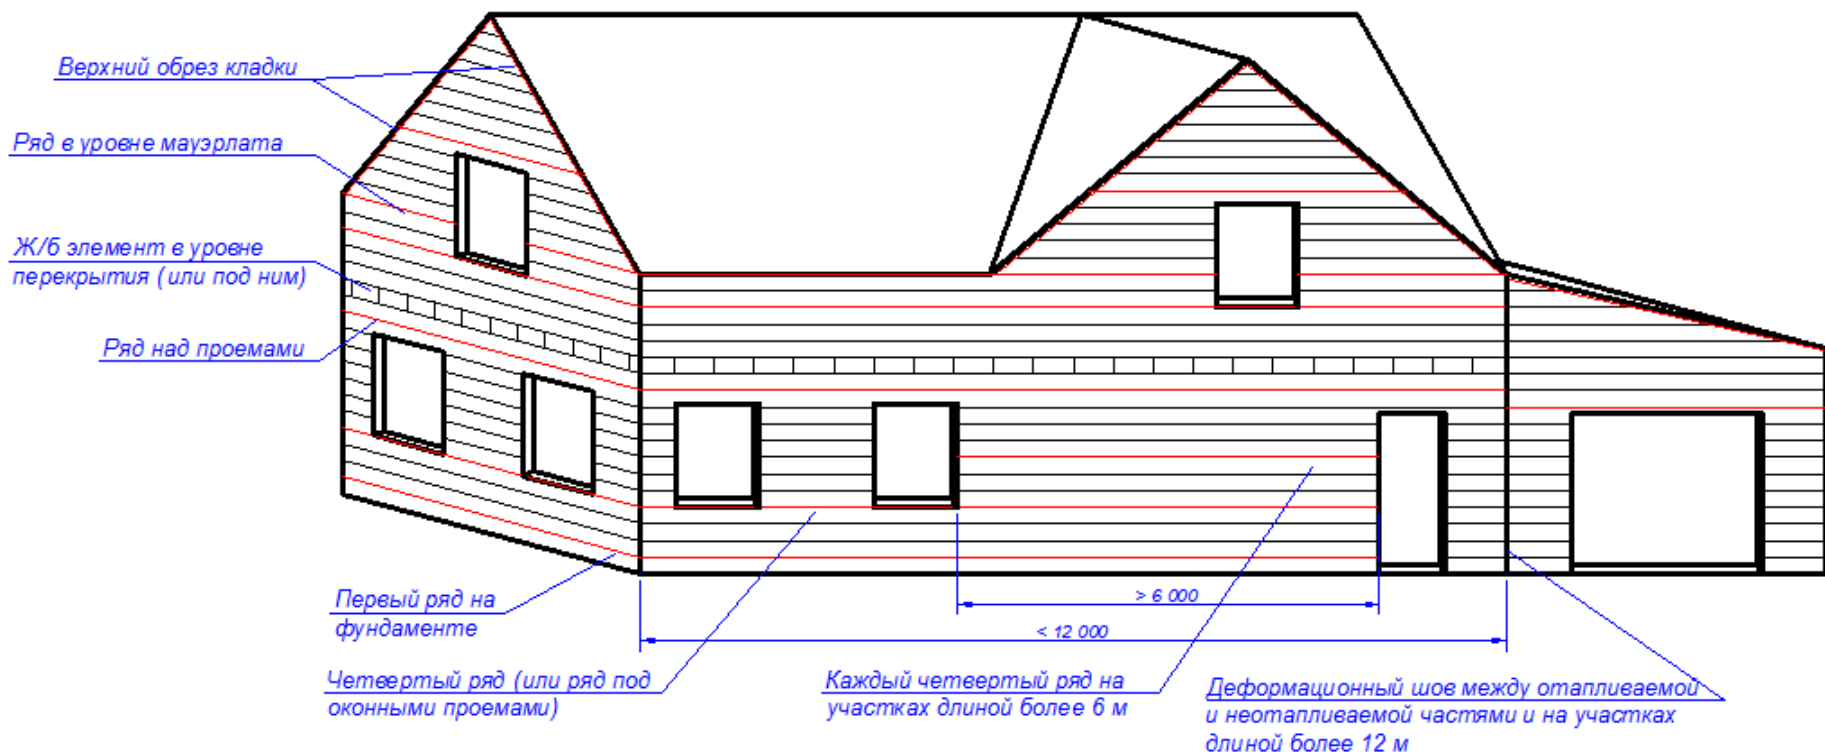 Верхний обрез кладки
Ряд в уровне мауэрлата
Ж/б элемент в уровне
перекрытия (или под ним)
Ряд над проемами
Первый ряд на
фундаменте
> 6 000
< 12 000
Четвертый ряд (или ряд под
оконными проемами)
Каждый четвертый ряд на
участках длиной более 6 м
Деформационный шов между отапливаемой
и неотапливаемой частями и на участках
длиной более 12 м